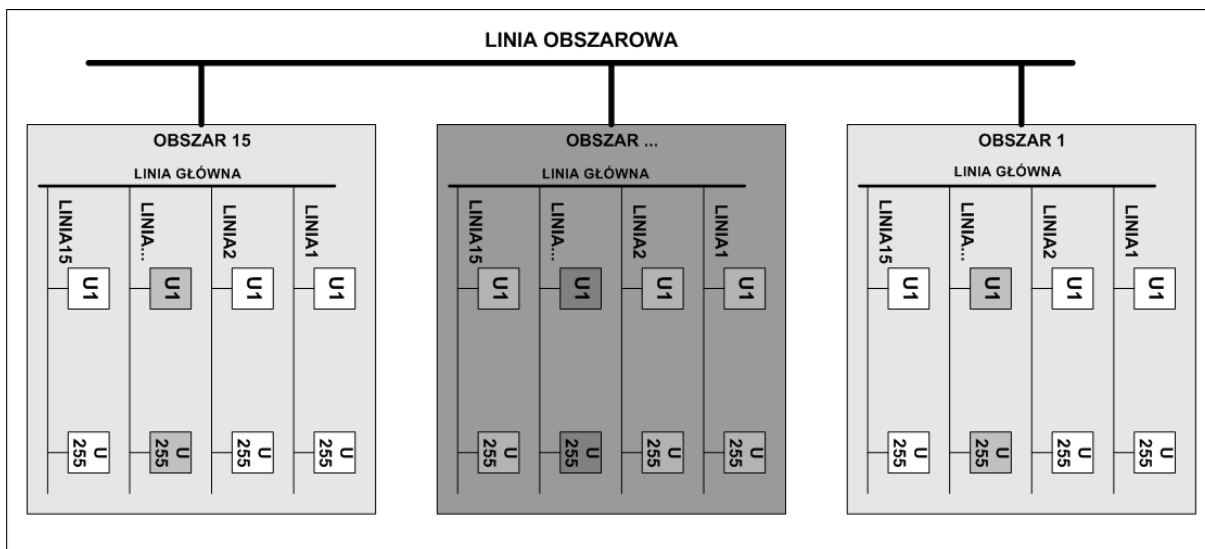 LINIA OBSZAROWA
OBSZAR 15
LINIA GŁÓWNA
LINIA15
LINIA...
LINIA2
LINIA1
U1
U1
U1
U1
U
255
U
255
U
255
U
255
OBSZAR ...
LINIA GŁÓWNA
LINIA15
LINIA...
LINIA2
LINIA1
U1
U1
U1
U1
U
255
U
255
U
255
U
255
OBSZAR 1
LINIA GŁÓWNA
LINIA15
LINIA...
LINIA2
LINIA1
U1
U1
U1
U1
U
255
U
255
U
255
U
255